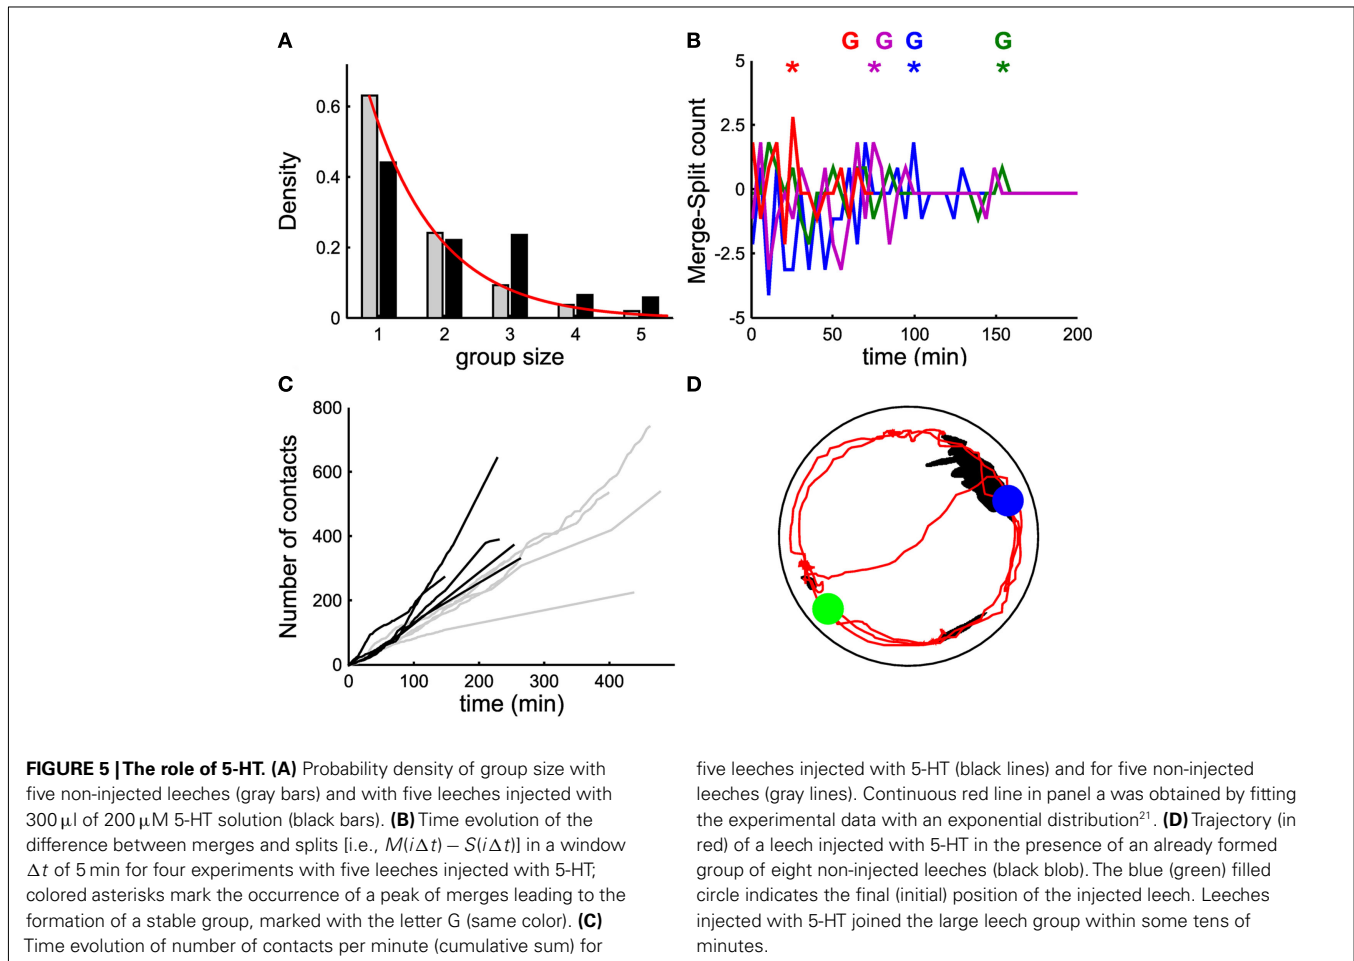 A
0.6
0.4
0.2
0
Density
1 2 3 4 5
group size
B
G G G G
* * * *
5
2.5
0
-2.5
-5
Merge-Split count
0 50 100 150 200
time (min)
C
800
600
400
200
0
Number of contacts
0 100 200 300 400
time (min)
D
FIGURE 5 | The role of 5-HT. (A) Probability density of group size with
five non-injected leeches (gray bars) and with five leeches injected with
300 μl of 200 μM 5-HT solution (black bars). (B) Time evolution of the
difference between merges and splits [i.e., M(iΔt) − S(iΔt)] in a window
Δt of 5 min for four experiments with five leeches injected with 5-HT;
colored asterisks mark the occurrence of a peak of merges leading to the
formation of a stable group, marked with the letter G (same color). (C)
Time evolution of number of contacts per minute (cumulative sum) for
five leeches injected with 5-HT (black lines) and for five non-injected
leeches (gray lines). Continuous red line in panel a was obtained by fitting
the experimental data with an exponential distribution²¹. (D) Trajectory (in
red) of a leech injected with 5-HT in the presence of an already formed
group of eight non-injected leeches (black blob). The blue (green) filled
circle indicates the final (initial) position of the injected leech. Leeches
injected with 5-HT joined the large leech group within some tens of
minutes.